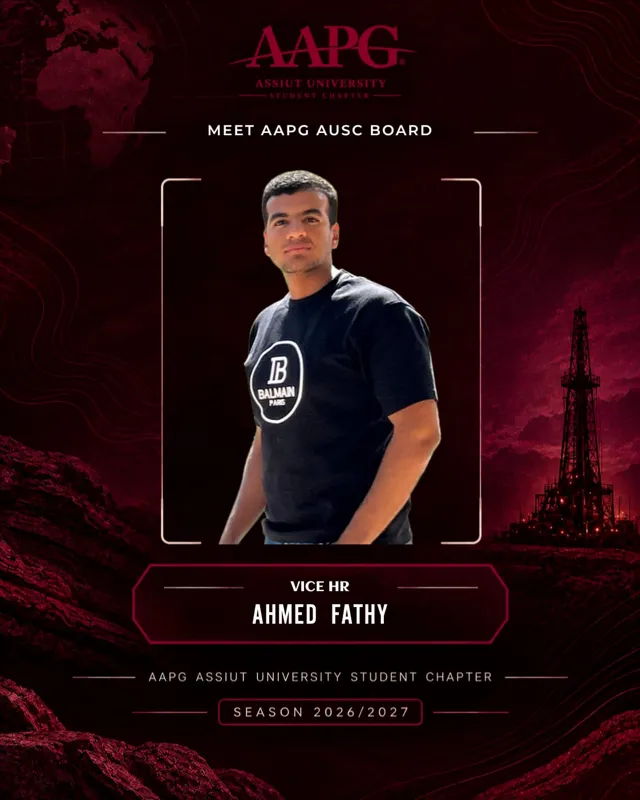 AAPG
ASSIUT UNIVERSITY
STUDENT CHAPTER
MEET AAPG AUSC BOARD
B
BALMAIN
PARIS
VICE HR
AHMED FATHY
AAPG ASSIUT UNIVERSITY STUDENT CHAPTER
SEASON 2026/2027